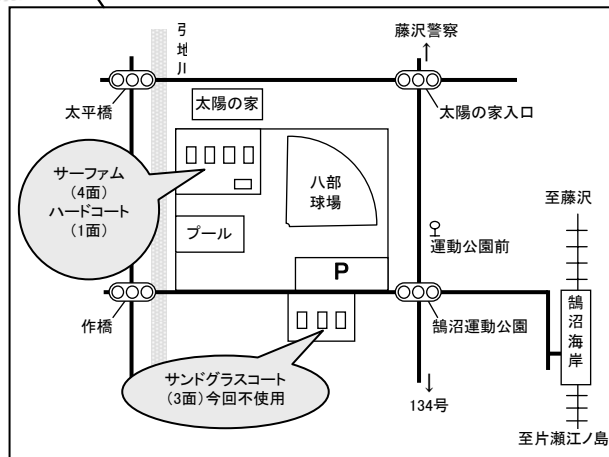 引地川
藤沢警察
↑
太平橋
太陽の家
太陽の家入口
サーファム
(4面)
ハードコート
(1面)
八部
球場
プール
至藤沢
運動公園前
P
作橋
鵠沼運動公園
鵠沼海岸
サンドグラスコート
(3面)今回不使用
↓
134号
至片瀬江ノ島